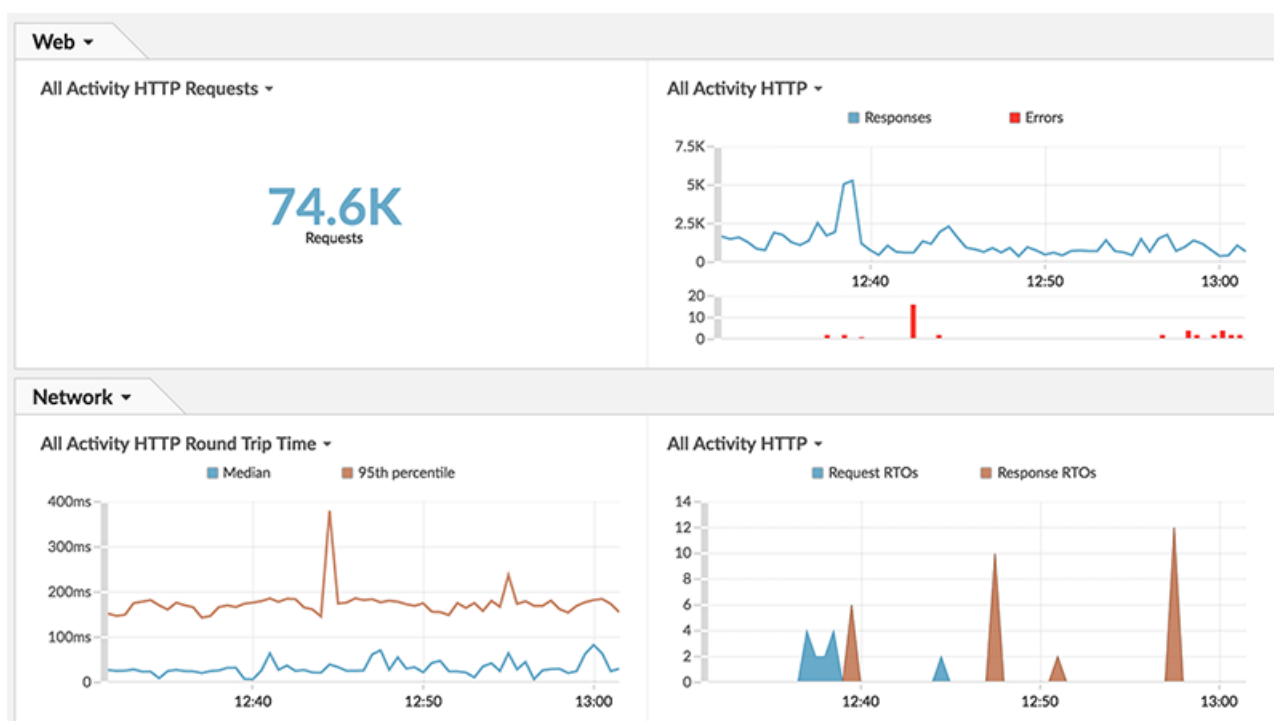 Web
All Activity HTTP Requests
74.6K
Requests
All Activity HTTP
Responses Errors
7.5K
5K
2.5K
0
12:40 12:50 13:00
20
10
0
Network
All Activity HTTP Round Trip Time
Median 95th percentile
400ms
300ms
200ms
100ms
0
12:40 12:50 13:00
All Activity HTTP
Request RTOs Response RTOs
14
12
10
8
6
4
2
0
12:40 12:50 13:00